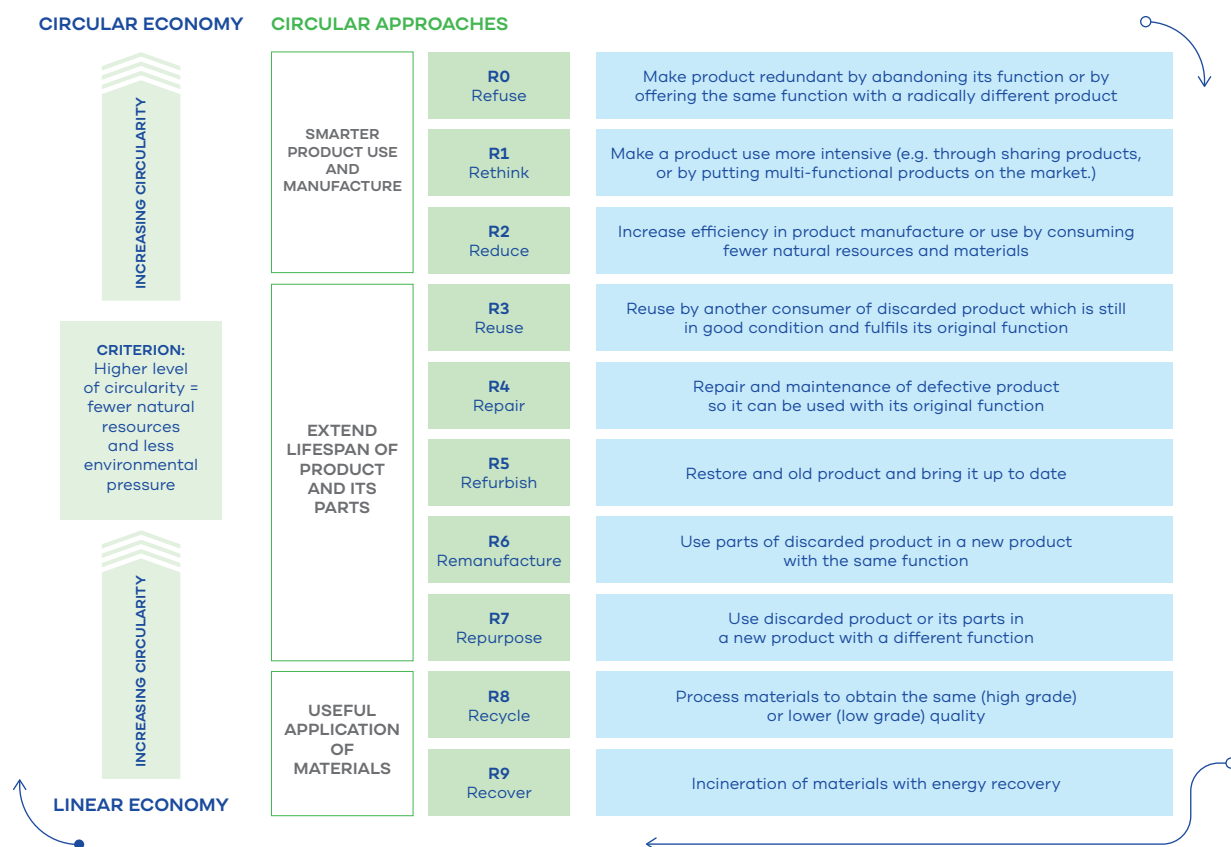 CIRCULAR ECONOMY
CIRCULAR APPROACHES
INCREASING CIRCULARITY
CRITERION:
Higher level
of circularity =
fewer natural
resources
and less
environmental
pressure
INCREASING CIRCULARITY
LINEAR ECONOMY
SMARTER
PRODUCT USE
AND
MANUFACTURE
R0
Refuse
Make product redundant by abandoning its function or by
offering the same function with a radically different product
R1
Rethink
Make a product use more intensive (e.g. through sharing products,
or by putting multi-functional products on the market.)
R2
Reduce
Increase efficiency in product manufacture or use by consuming
fewer natural resources and materials
EXTEND
LIFESPAN OF
PRODUCT
AND ITS
PARTS
R3
Reuse
Reuse by another consumer of discarded product which is still
in good condition and fulfils its original function
R4
Repair
Repair and maintenance of defective product
so it can be used with its original function
R5
Refurbish
Restore and old product and bring it up to date
R6
Remanufacture
Use parts of discarded product in a new product
with the same function
R7
Repurpose
Use discarded product or its parts in
a new product with a different function
USEFUL
APPLICATION
OF
MATERIALS
R8
Recycle
Process materials to obtain the same (high grade)
or lower (low grade) quality
R9
Recover
Incineration of materials with energy recovery